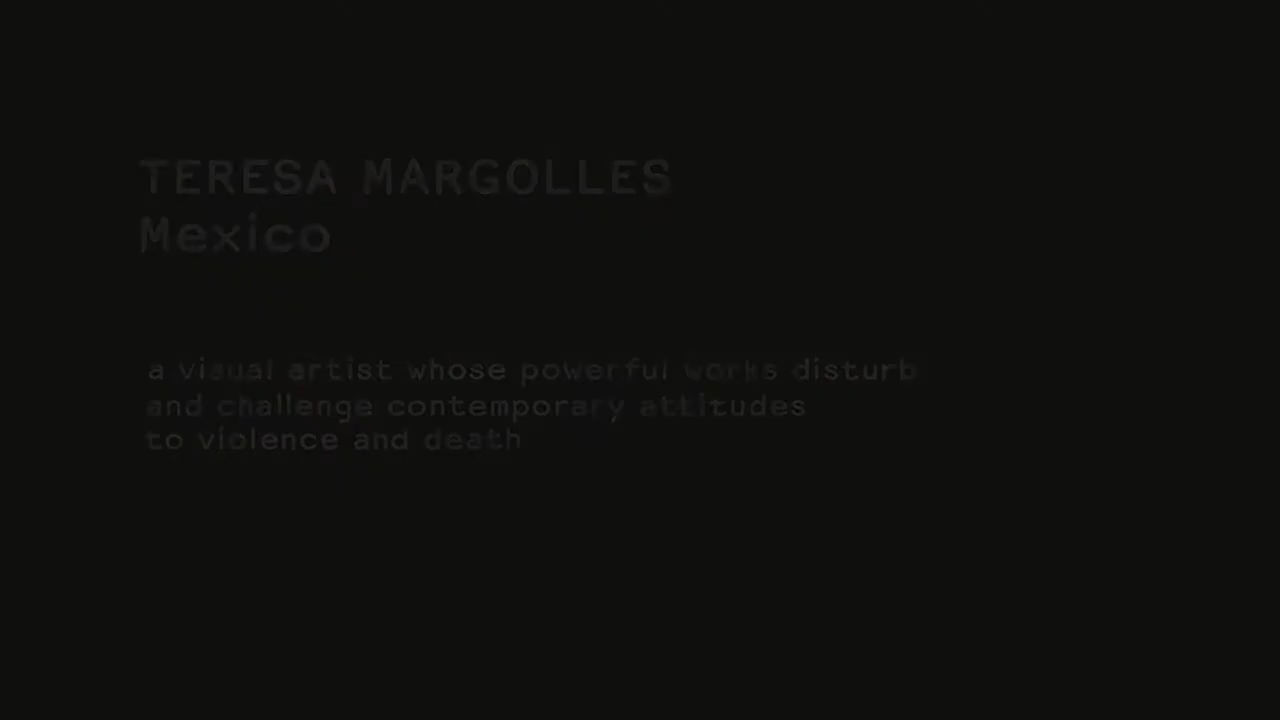 TERESA MARGOLLES
Mexico
a visual artist whose powerful works disturb
and challenge contemporary attitudes
to violence and death